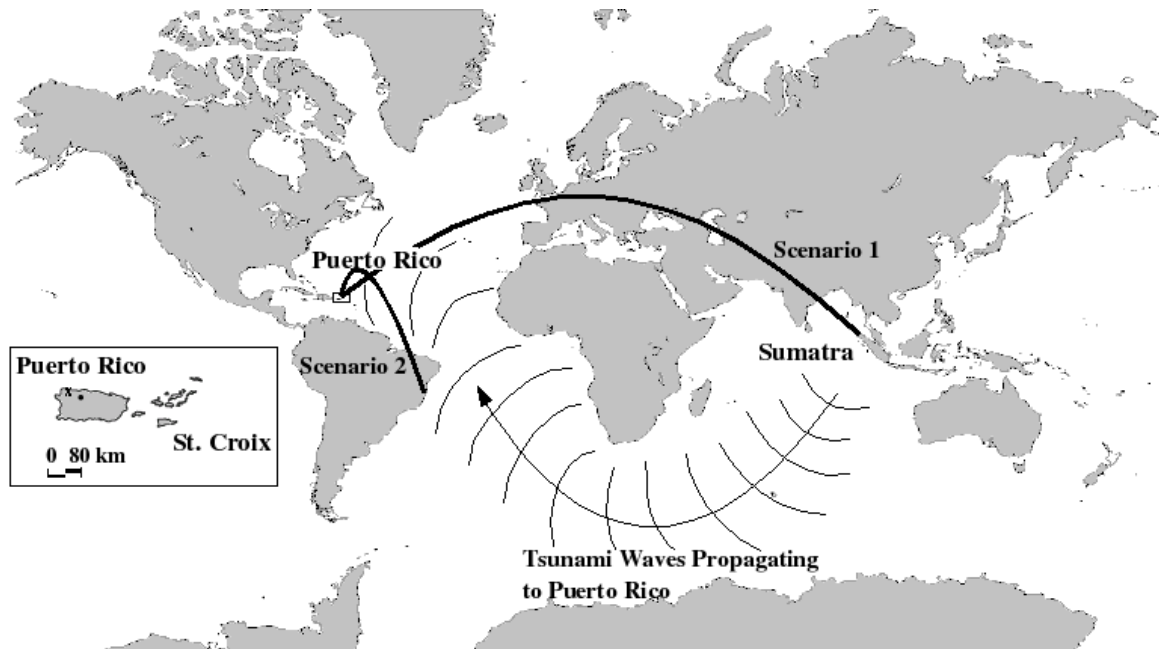 Puerto Rico
Scenario 1
Sumatra
Scenario 2
Puerto Rico
x
St. Croix
0 80 km
Tsunami Waves Propagating
to Puerto Rico